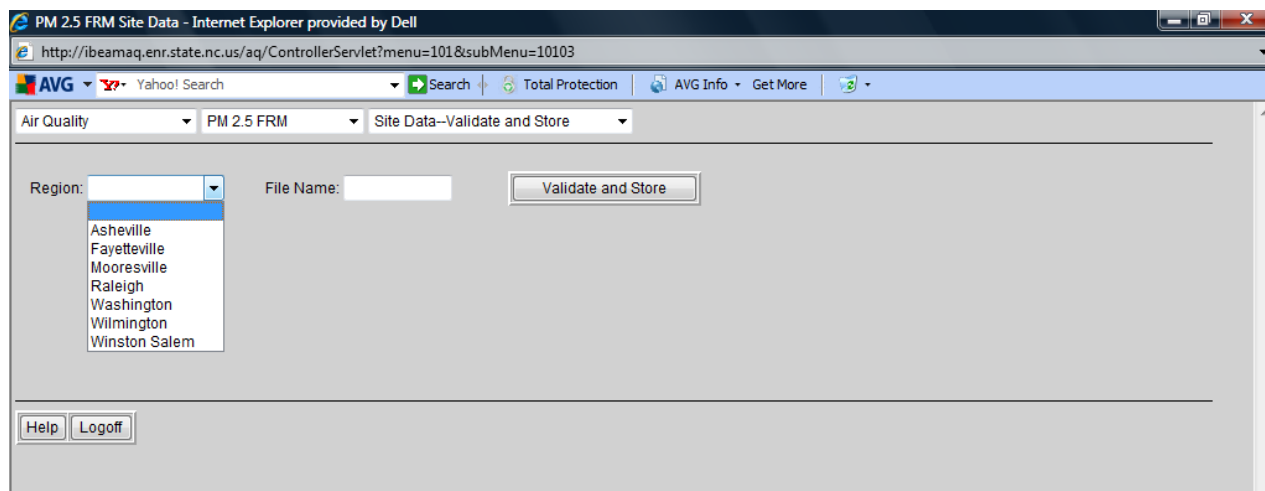 PM 2.5 FRM Site Data - Internet Explorer provided by Dell
http://ibeamaq.enr.state.nc.us/aq/ControllerServlet?menu=101&subMenu=10103
AVG Yahoo! Search Search Total Protection AVG Info Get More
Air Quality PM 2.5 FRM Site Data--Validate and Store
Region: File Name: Validate and Store
Asheville
Fayetteville
Mooresville
Raleigh
Washington
Wilmington
Winston Salem
Help Logoff